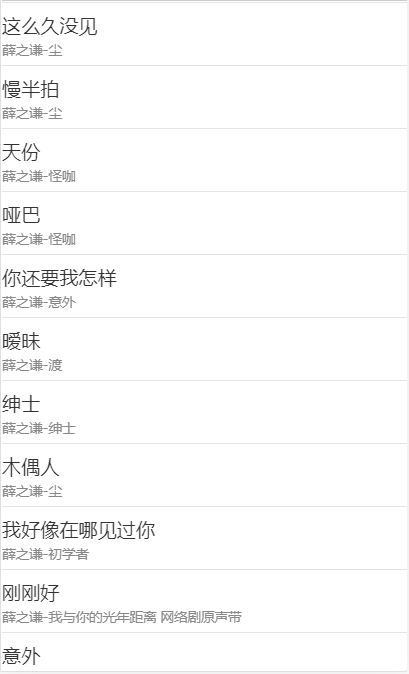 这么久没见
薛之谦-尘
慢半拍
薛之谦-尘
天份
薛之谦-怪咖
哑巴
薛之谦-怪咖
你还要我怎样
薛之谦-意外
暧昧
薛之谦-渡
绅士
薛之谦-绅士
木偶人
薛之谦-尘
我好像在哪见过你
薛之谦-初学者
刚刚好
薛之谦-我与你的光年距离 网络剧原声带
意外